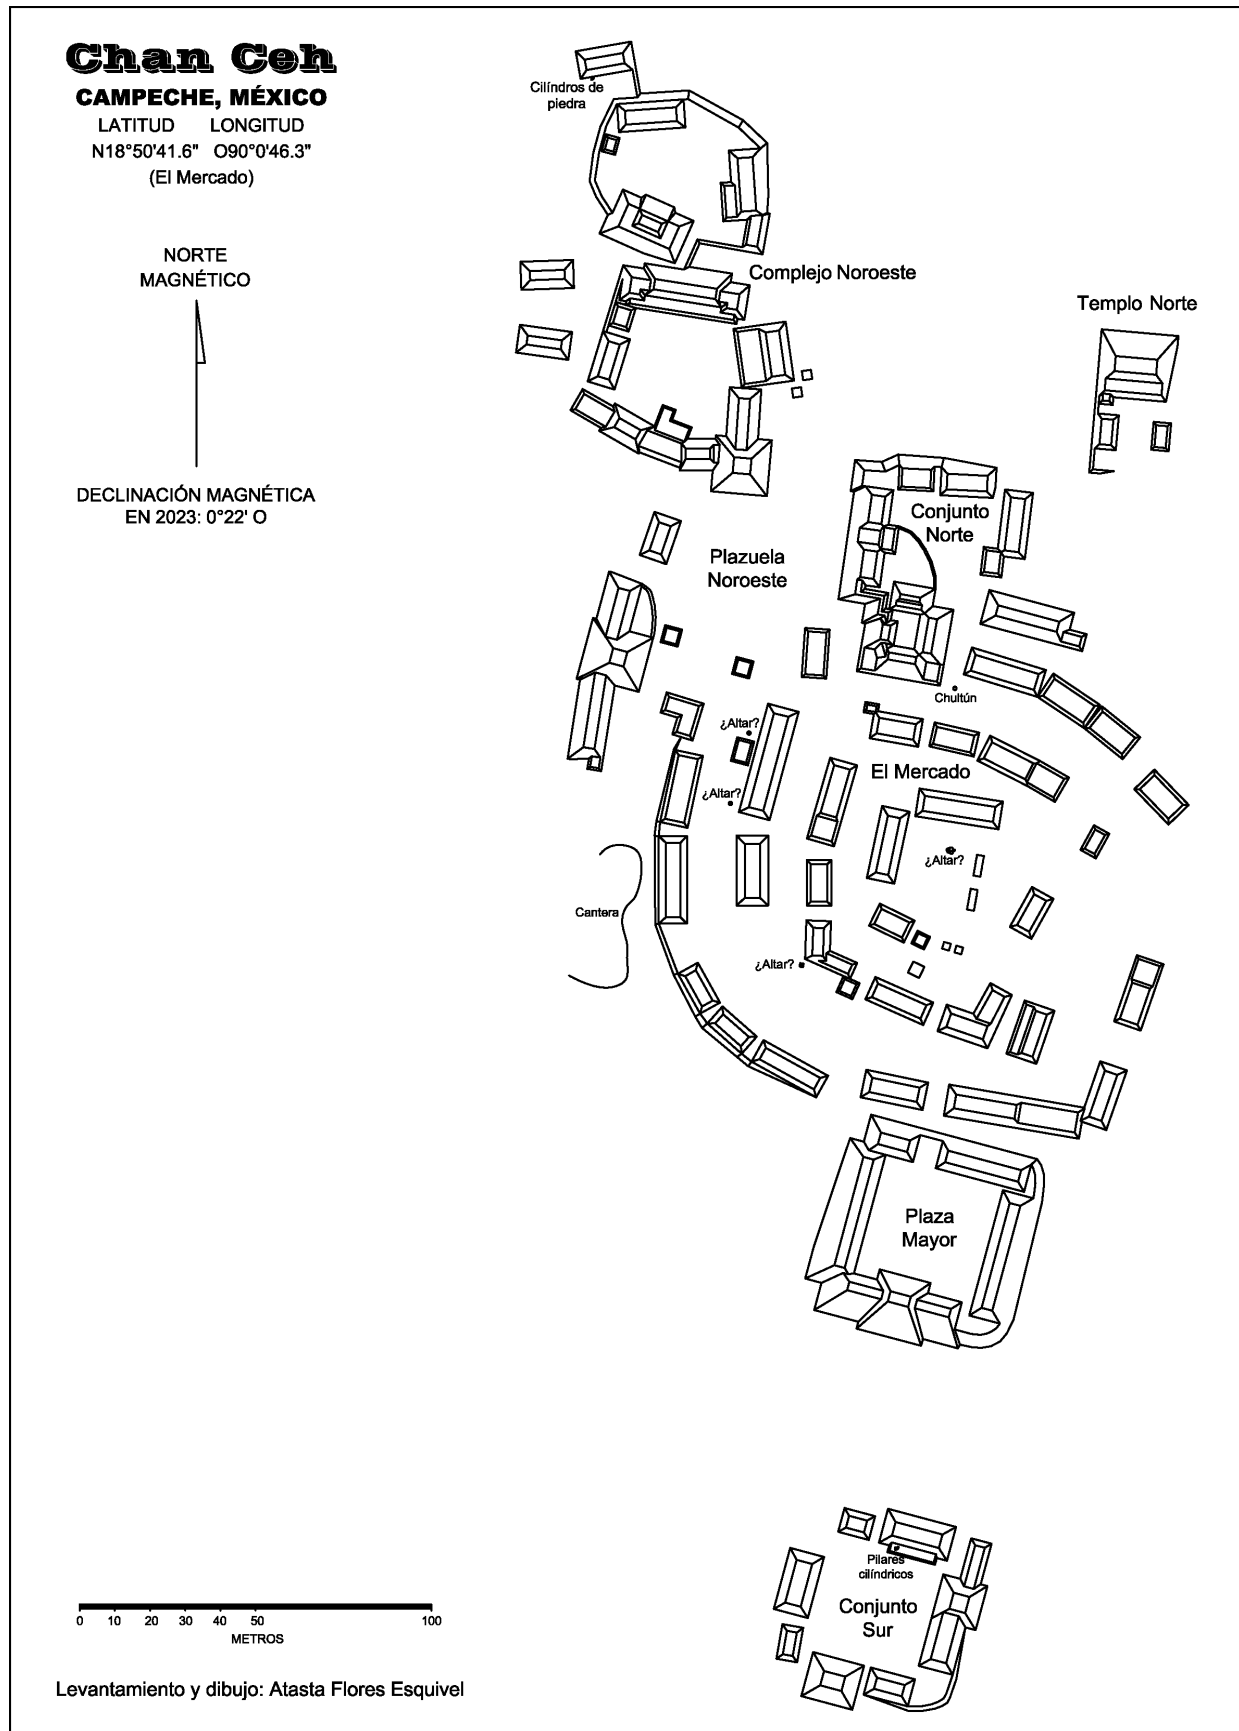 Chan Ceh
CAMPECHE, MÉXICO
LATITUD LONGITUD
N18°50'41.6" O90°0'46.3"
(El Mercado)
NORTE
MAGNÉTICO
DECLINACIÓN MAGNÉTICA
EN 2023: 0°22' O
Cilíndros de
piedra
Complejo Noroeste
Templo Norte
Conjunto
Norte
Plazuela
Noroeste
Chultún
¿Altar?
El Mercado
¿Altar?
¿Altar?
Cantera
¿Altar?
Plaza
Mayor
Pilares
cilíndricos
Conjunto
Sur
0 10 20 30 40 50 100
METROS
Levantamiento y dibujo: Atasta Flores Esquivel